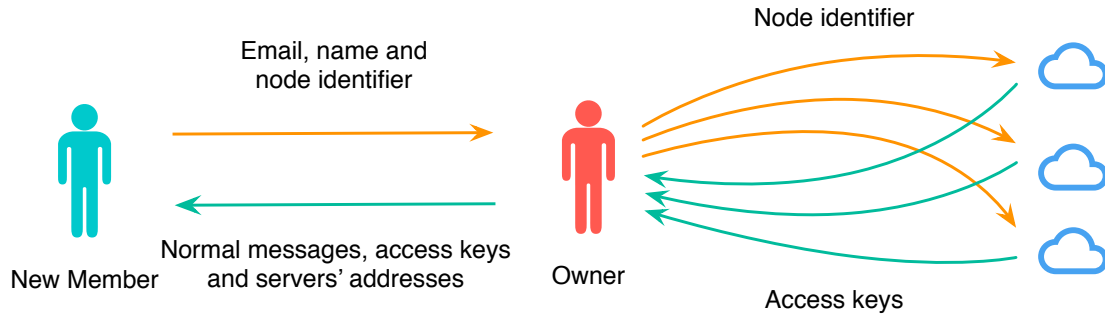 Node identifier
Email, name and
node identifier
Normal messages, access keys
and servers’ addresses
New Member
Owner
Access keys